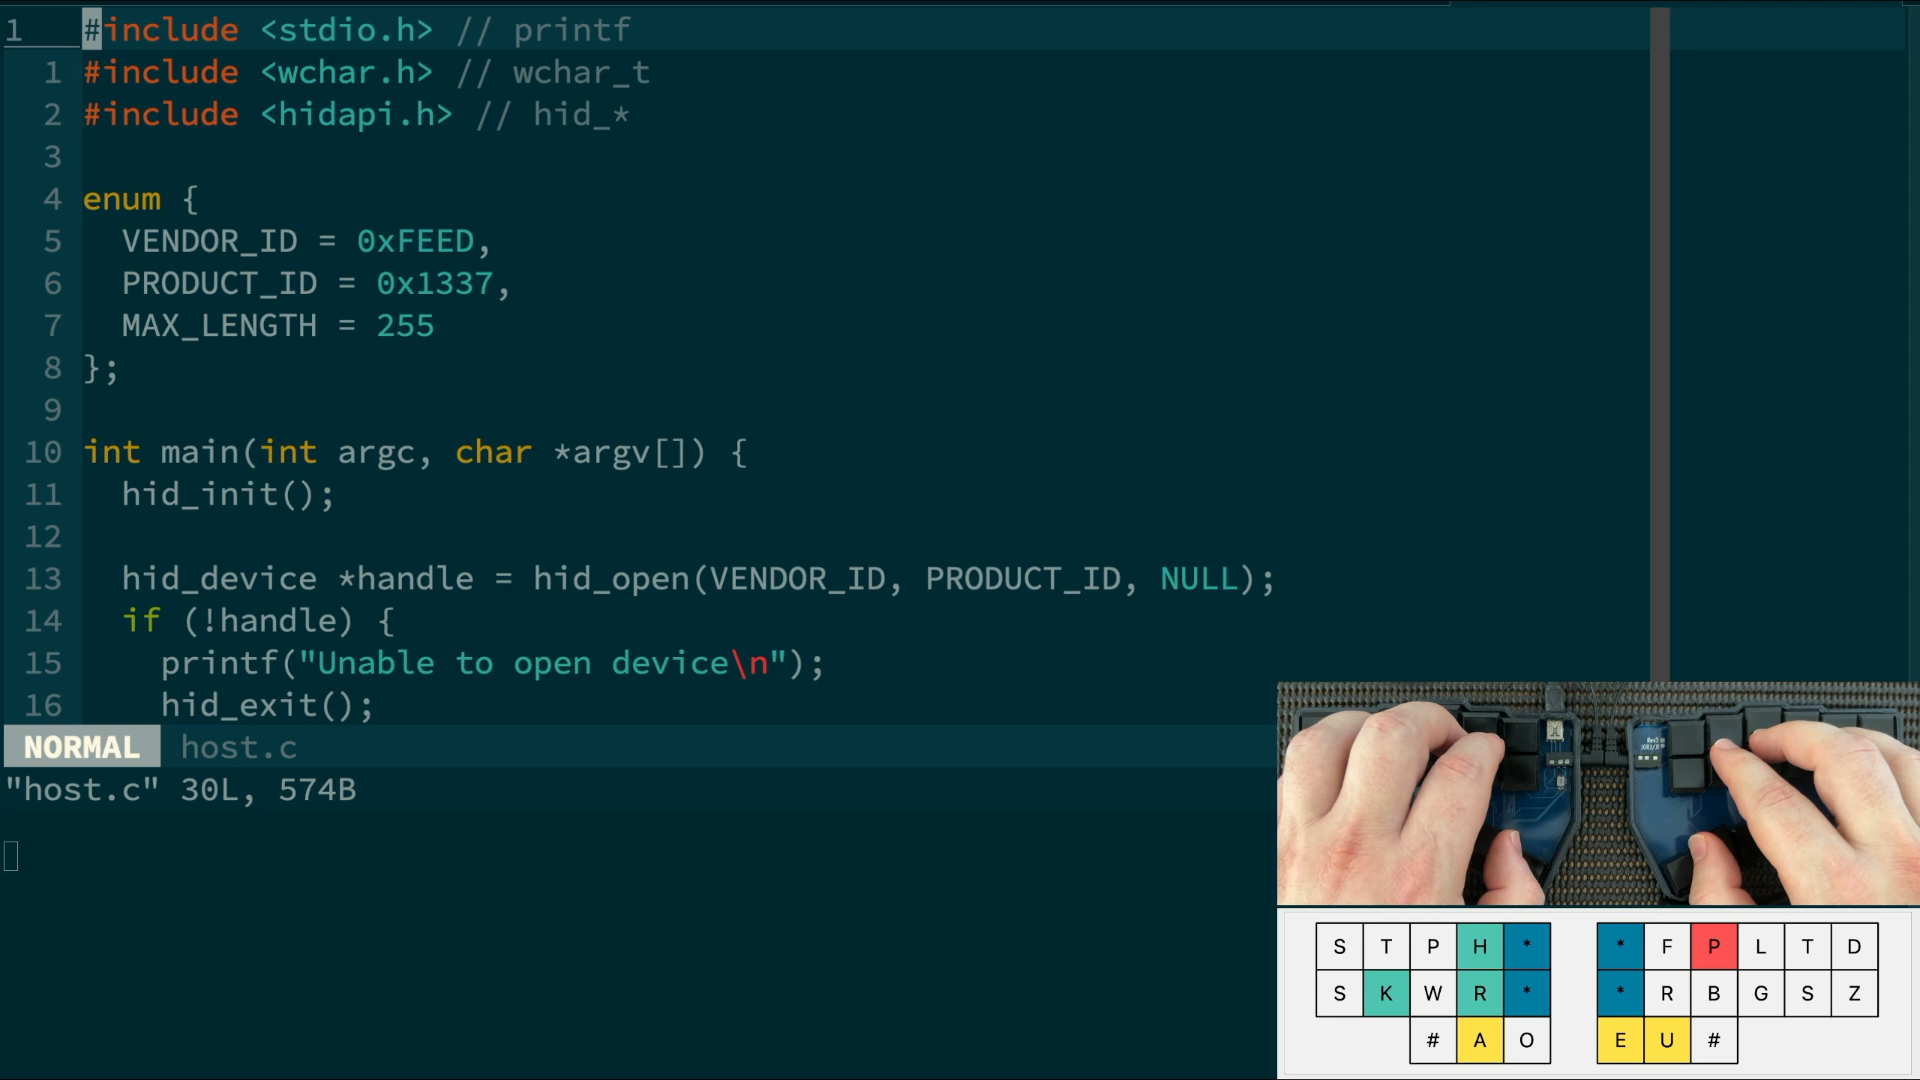 1 #include <stdio.h> // printf
1 #include <wchar.h> // wchar_t
2 #include <hidapi.h> // hid_*
3
4 enum {
5 VENDOR_ID = 0xFEED,
6 PRODUCT_ID = 0x1337,
7 MAX_LENGTH = 255
8 };
9
10 int main(int argc, char *argv[]) {
11 hid_init();
12
13 hid_device *handle = hid_open(VENDOR_ID, PRODUCT_ID, NULL);
14 if (!handle) {
15 printf("Unable to open device\n");
16 hid_exit();
NORMAL host.c
"host.c" 30L, 574B
S T P H * * F P L T D
S K W R * * R B G S Z
# A O E U #